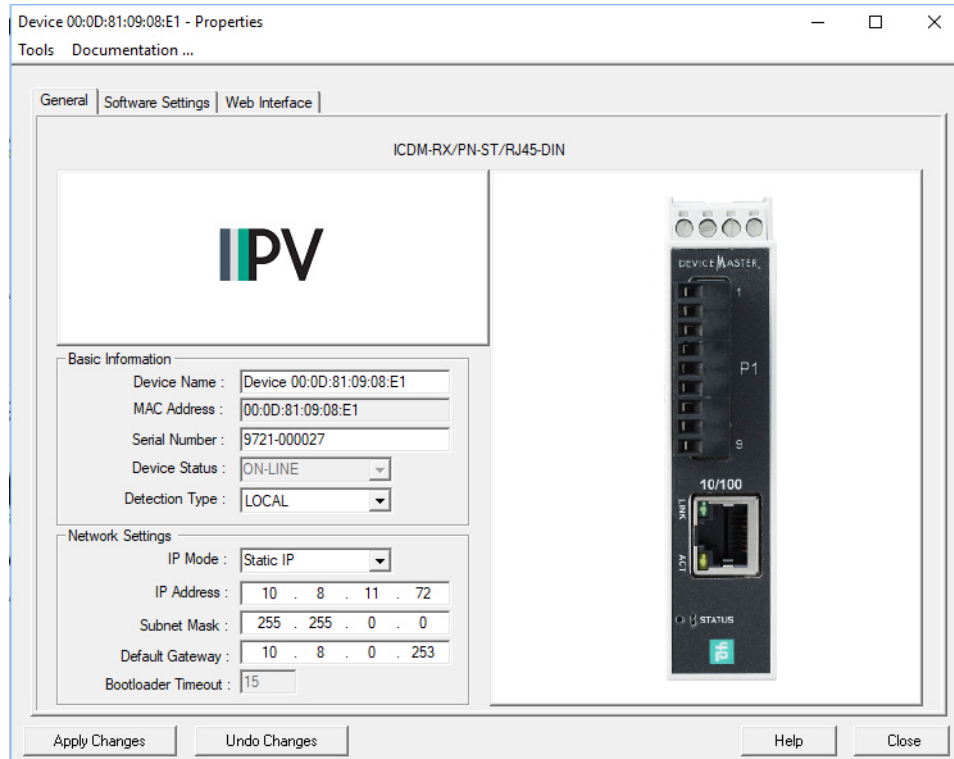 Device 00:0D:81:09:08:E1 - Properties
Tools Documentation ...
General Software Settings Web Interface
ICDM-RX/PN-ST/RJ45-DIN
PV
Basic Information
Device Name : Device 00:0D:81:09:08:E1
MAC Address : 00:0D:81:09:08:E1
Serial Number : 9721-000027
Device Status : ON-LINE
Detection Type : LOCAL
Network Settings
IP Mode : Static IP
IP Address : 10 . 8 . 11 . 72
Subnet Mask : 255 . 255 . 0 . 0
Default Gateway : 10 . 8 . 0 . 253
Bootloader Timeout : 15
DEVICEMASTER
1
P1
9
10/100
LINK
ACT
STATUS
Apply Changes Undo Changes Help Close